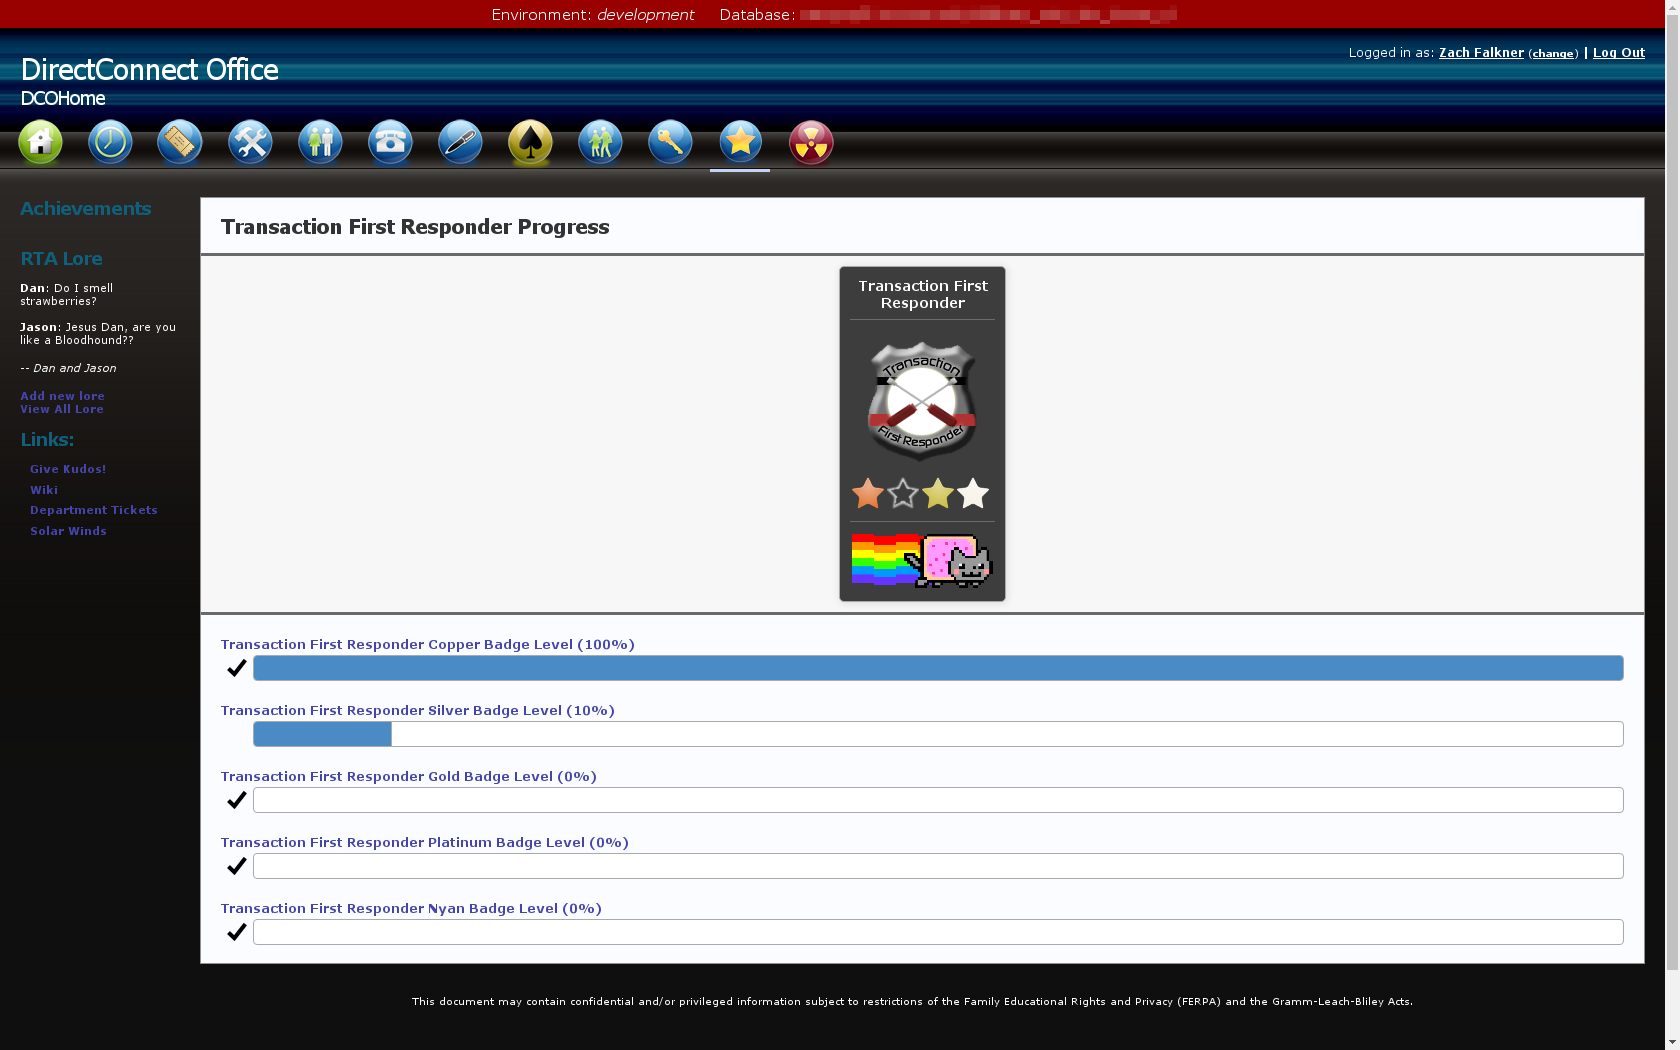 Environment: development Database:
Logged in as: Zach Falkner (change) | Log Out
DirectConnect Office
DCOHome
Achievements
RTA Lore
Dan: Do I smell
strawberries?
Jason: Jesus Dan, are you
like a Bloodhound??
-- Dan and Jason
Add new lore
View All Lore
Links:
Give Kudos!
Wiki
Department Tickets
Solar Winds
Transaction First Responder Progress
Transaction First
Responder
Transaction
First Responder
Transaction First Responder Copper Badge Level (100%)
Transaction First Responder Silver Badge Level (10%)
Transaction First Responder Gold Badge Level (0%)
Transaction First Responder Platinum Badge Level (0%)
Transaction First Responder Nyan Badge Level (0%)
This document may contain confidential and/or privileged information subject to restrictions of the Family Educational Rights and Privacy (FERPA) and the Gramm-Leach-Bliley Acts.